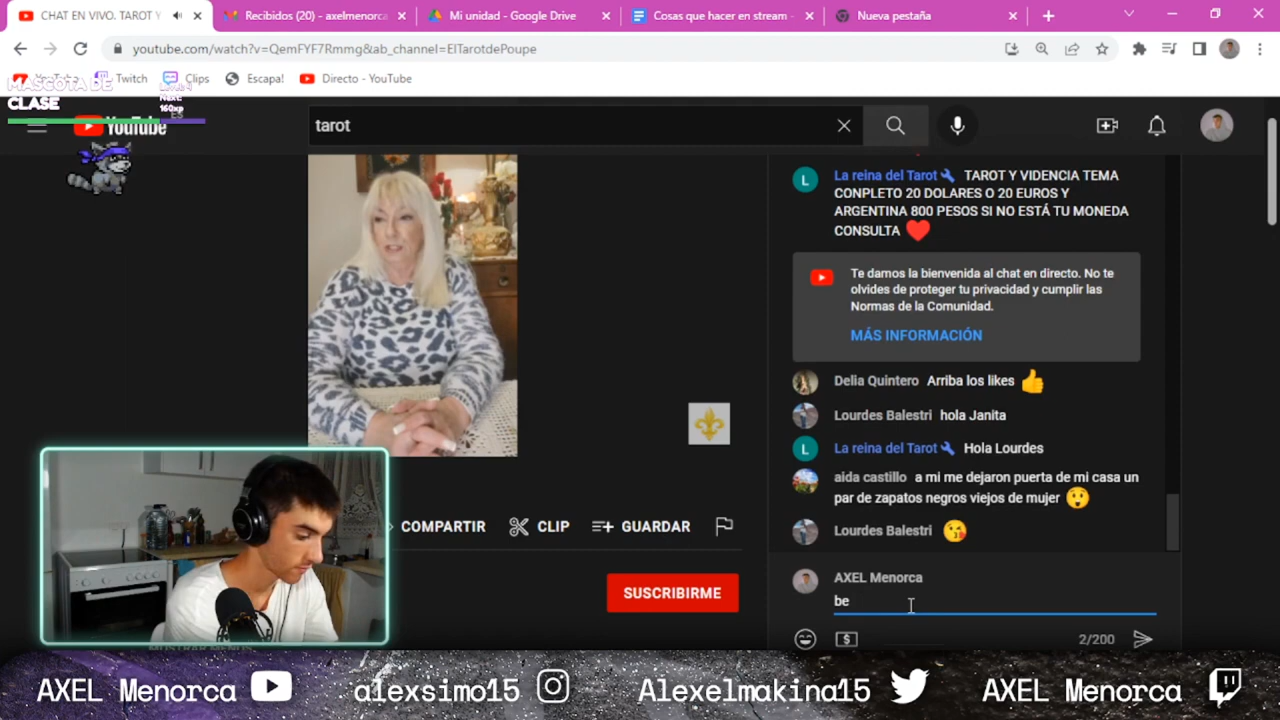 CHAT EN VIVO. TAROT Y
Recibidos (20) - axelmenorca
Mi unidad - Google Drive
Cosas que hacer en stream -
Nueva pestaña
youtube.com/watch?v=QemFYF7Rmmg&ab_channel=ElTarotdePoupe
YouTube
Twitch
Clips
Escapa!
Directo - YouTube
MASCOTA DE
CLASE
160xp
YouTube
ES
tarot
La reina del Tarot TAROT Y VIDENCIA TEMA
CONPLETO 20 DOLARES O 20 EUROS Y
ARGENTINA 800 PESOS SI NO ESTÁ TU MONEDA
CONSULTA ❤️
Te damos la bienvenida al chat en directo. No te
olvides de proteger tu privacidad y cumplir las
Normas de la Comunidad.
MÁS INFORMACIÓN
Delia Quintero Arriba los likes 👍
Lourdes Balestri hola Janita
La reina del Tarot Hola Lourdes
aida castillo a mi me dejaron puerta de mi casa un
par de zapatos negros viejos de mujer 😲
Lourdes Balestri 😘
COMPARTIR
CLIP
GUARDAR
SUSCRIBIRME
AXEL Menorca
be
2/200
AXEL Menorca
alexsimo15
Alexelmakina15
AXEL Menorca